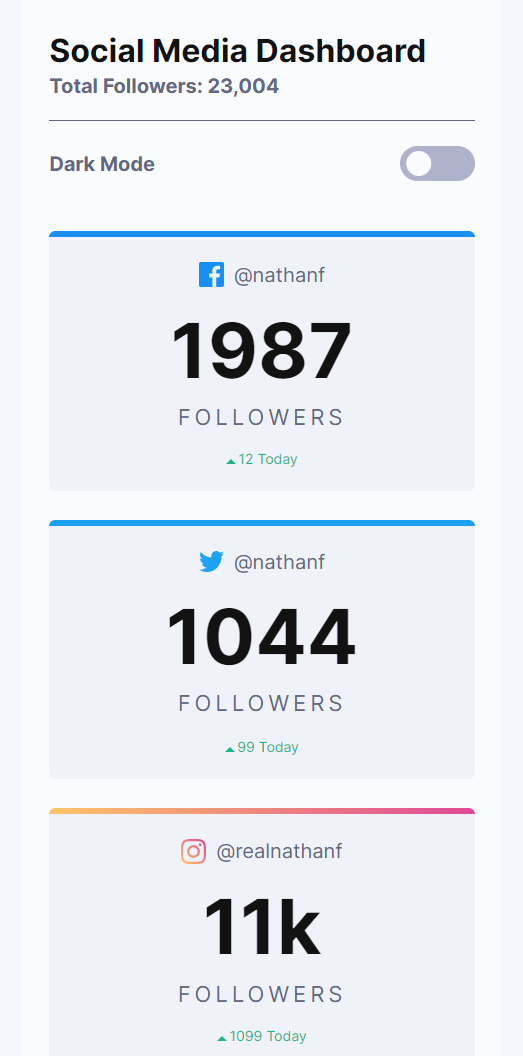 Social Media Dashboard
Total Followers: 23,004
Dark Mode
@nathanf
1987
FOLLOWERS
12 Today
@nathanf
1044
FOLLOWERS
99 Today
@realnathanf
11k
FOLLOWERS
1099 Today